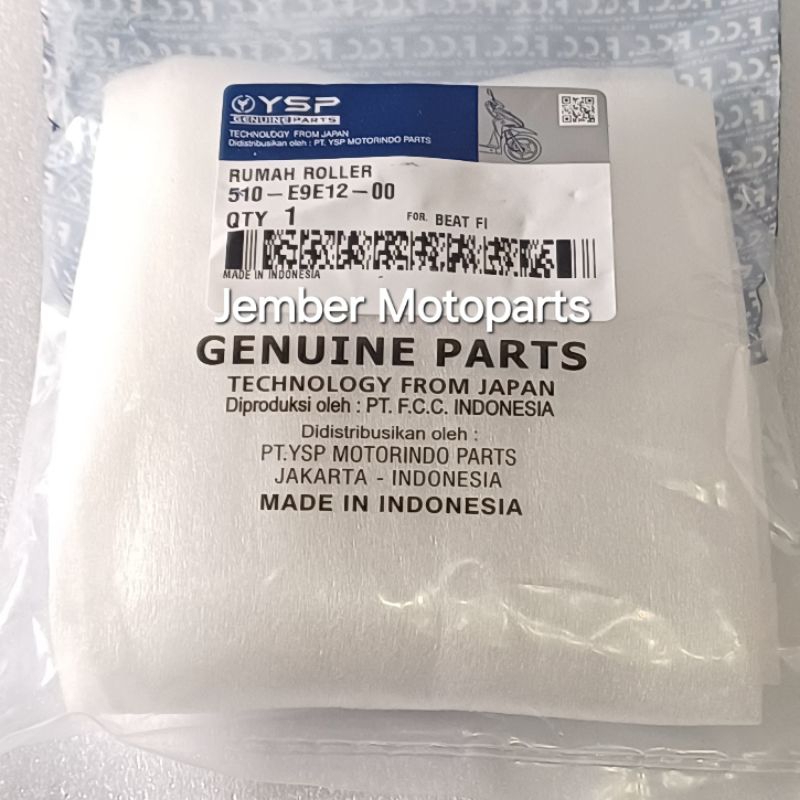 F.C.C. F.C.C. F.C.C.
YSP
GENUINE PARTS
TECHNOLOGY FROM JAPAN
Didistribusikan oleh : PT. YSP MOTORINDO PARTS
RUMAH ROLLER
510-E9E12-00
QTY 1 FOR. BEAT FI
MADE IN INDONESIA
Jember Motoparts
GENUINE PARTS
TECHNOLOGY FROM JAPAN
Diproduksi oleh : PT. F.C.C. INDONESIA
Didistribusikan oleh :
PT.YSP MOTORINDO PARTS
JAKARTA - INDONESIA
MADE IN INDONESIA